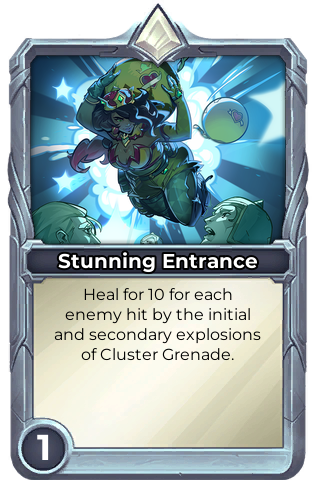 Stunning Entrance
Heal for 10 for each
enemy hit by the initial
and secondary explosions
of Cluster Grenade.
1